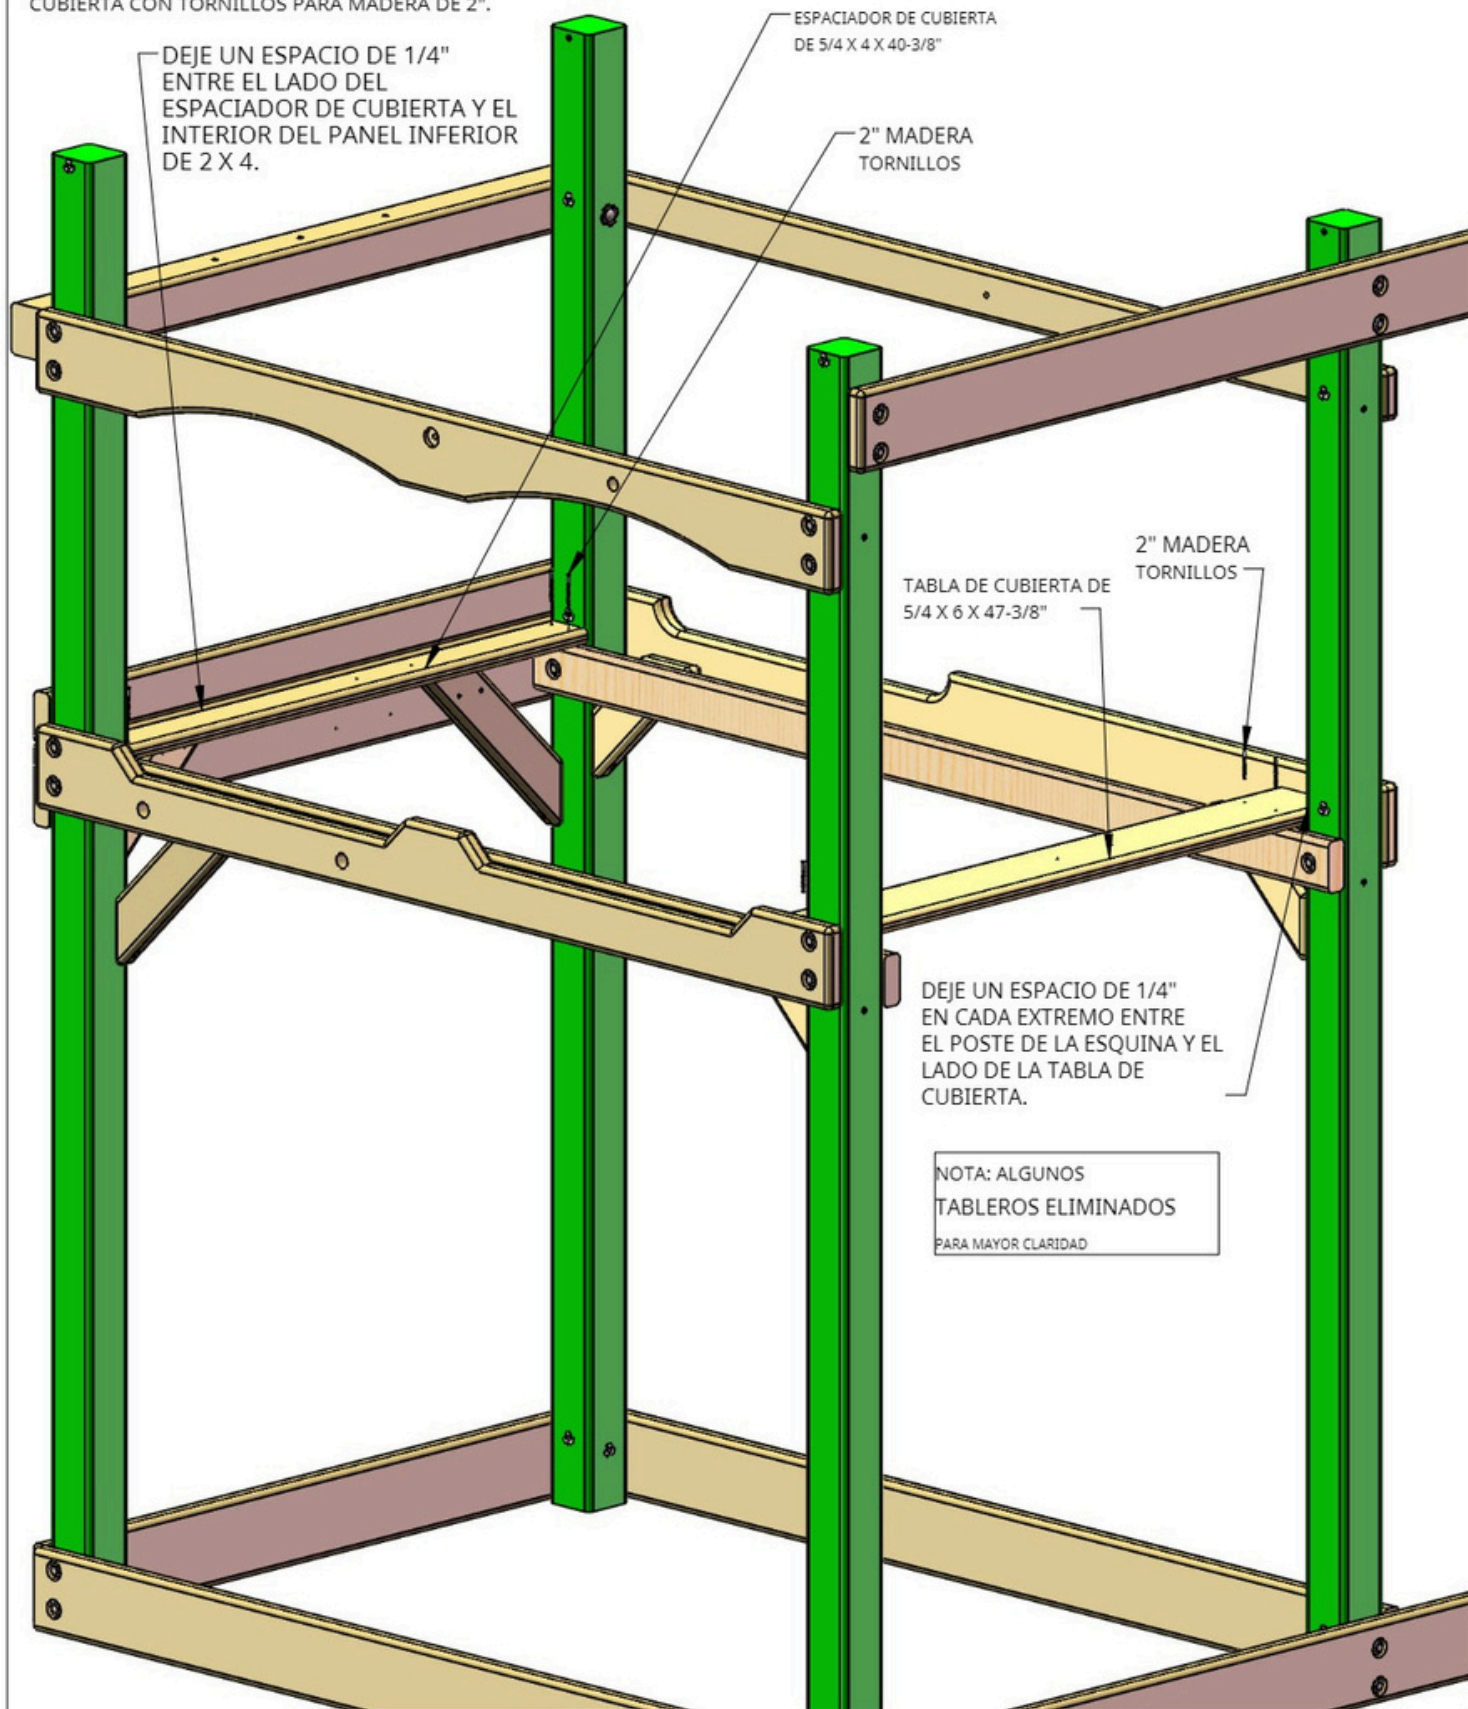 CUBIERTA CON TORNILLOS PARA MADERA DE 2".
DEJE UN ESPACIO DE 1/4"
ENTRE EL LADO DEL
ESPACIADOR DE CUBIERTA Y EL
INTERIOR DEL PANEL INFERIOR
DE 2 X 4.
ESPACIADOR DE CUBIERTA
DE 5/4 X 4 X 40-3/8"
2" MADERA
TORNILLOS
2" MADERA
TORNILLOS
TABLA DE CUBIERTA DE
5/4 X 6 X 47-3/8"
DEJE UN ESPACIO DE 1/4"
EN CADA EXTREMO ENTRE
EL POSTE DE LA ESQUINA Y EL
LADO DE LA TABLA DE
CUBIERTA.
NOTA: ALGUNOS
TABLEROS ELIMINADOS
PARA MAYOR CLARIDAD